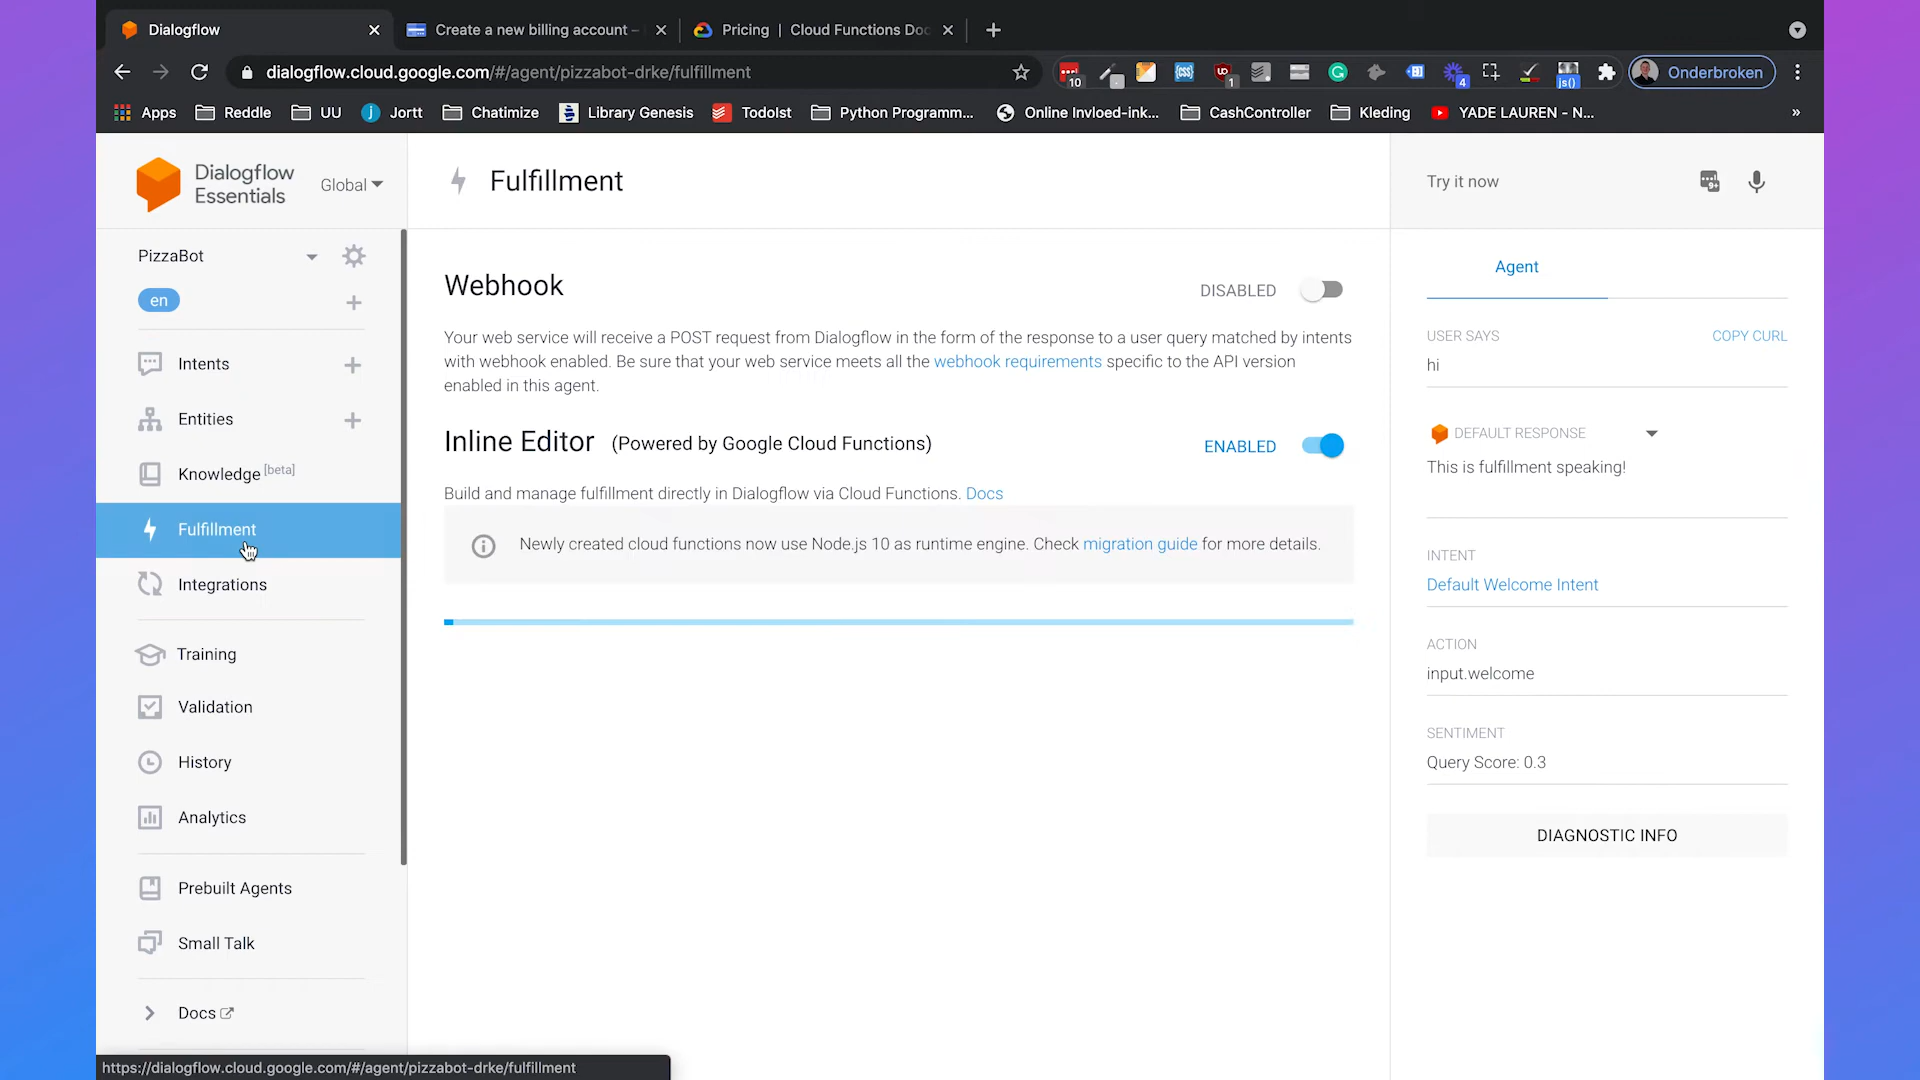 Dialogflow
Create a new billing account –
Pricing | Cloud Functions Doc
dialogflow.cloud.google.com/#/agent/pizzabot-drke/fulfillment
10
1
4
js()
Onderbroken
Apps
Reddle
UU
Jortt
Chatimize
Library Genesis
TodoIst
Python Programm...
Online Invloed-ink...
CashController
Kleding
YADE LAUREN - N...
»
Dialogflow
Essentials
Global
PizzaBot
en
Intents
Entities
Knowledge [beta]
Fulfillment
Integrations
Training
Validation
History
Analytics
Prebuilt Agents
Small Talk
Docs
https://dialogflow.cloud.google.com/#/agent/pizzabot-drke/fulfillment
Fulfillment
Webhook
DISABLED
Your web service will receive a POST request from Dialogflow in the form of the response to a user query matched by intents
with webhook enabled. Be sure that your web service meets all the webhook requirements specific to the API version
enabled in this agent.
Inline Editor (Powered by Google Cloud Functions)
ENABLED
Build and manage fulfillment directly in Dialogflow via Cloud Functions. Docs
Newly created cloud functions now use Node.js 10 as runtime engine. Check migration guide for more details.
Try it now
Agent
USER SAYS
COPY CURL
hi
DEFAULT RESPONSE
This is fulfillment speaking!
INTENT
Default Welcome Intent
ACTION
input.welcome
SENTIMENT
Query Score: 0.3
DIAGNOSTIC INFO